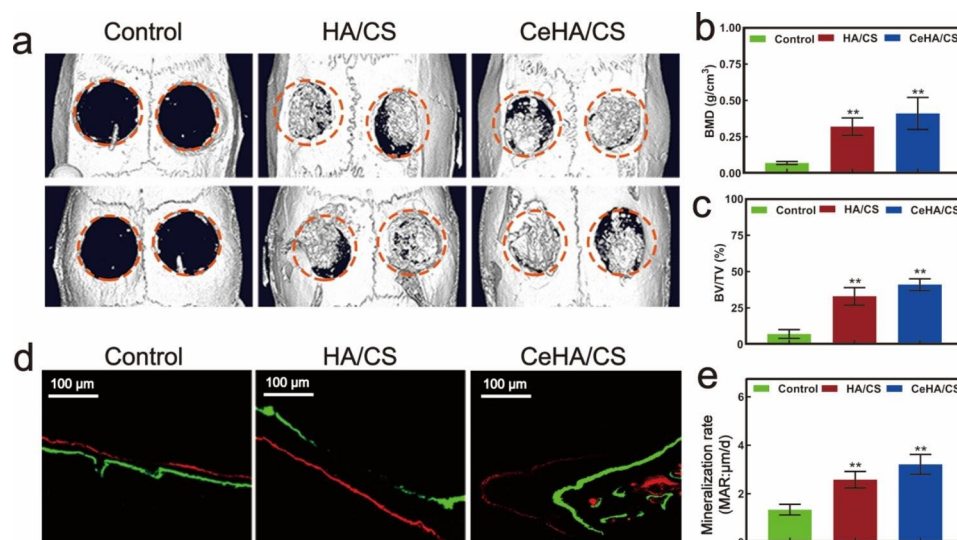 a
Control
HA/CS
CeHA/CS
b
BMD (g/cm³)
1.00
0.75
0.50
0.25
0.00
Control
HA/CS
CeHA/CS
**
**
c
BV/TV (%)
100
75
50
25
0
Control
HA/CS
CeHA/CS
**
**
d
Control
HA/CS
CeHA/CS
100 µm
100 µm
100 µm
e
Mineralization rate
(MAR:µm/d)
6
4
2
0
Control
HA/CS
CeHA/CS
**
**